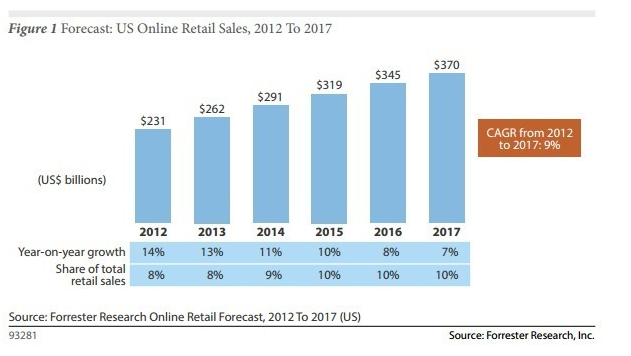 Figure 1 Forecast: US Online Retail Sales, 2012 To 2017
$231
$262
$291
$319
$345
$370
CAGR from 2012
to 2017: 9%
(US$ billions)
2012 2013 2014 2015 2016 2017
Year-on-year growth 14% 13% 11% 10% 8% 7%
Share of total
retail sales 8% 8% 9% 10% 10% 10%
Source: Forrester Research Online Retail Forecast, 2012 To 2017 (US)
93281 Source: Forrester Research, Inc.